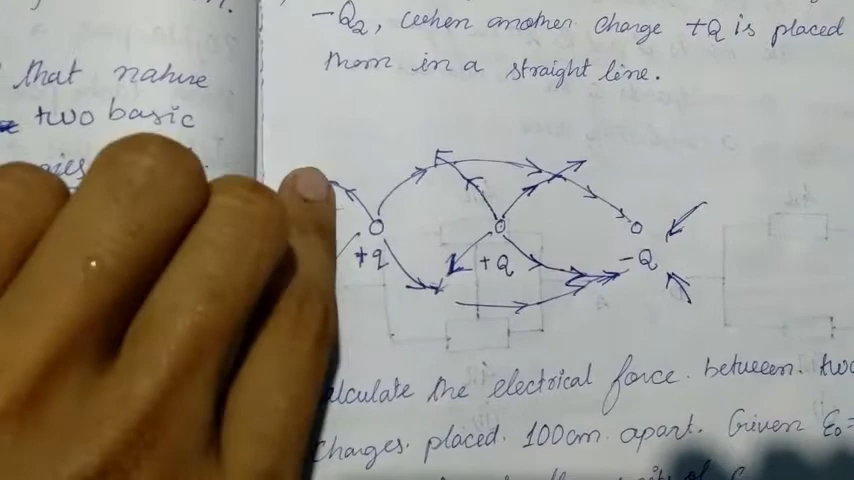 that nature
two basic
-Q2, when another charge +Q is placed
them in a straight line.
+q
+Q
-Q
alculate the electrical force between two
charges placed 100cm apart. Given ε0=